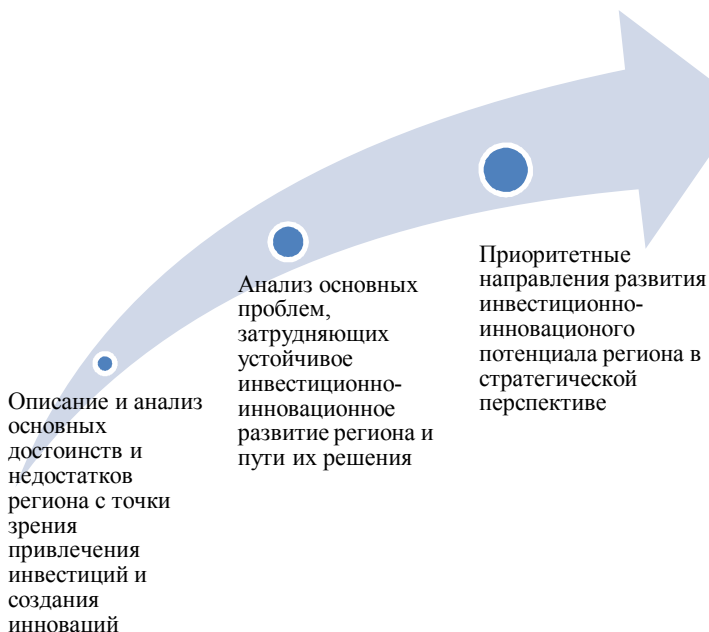 Описание и анализ
основных
достоинств и
недостатков
региона с точки
зрения
привлечения
инвестиций и
создания
инноваций
Анализ основных
проблем,
затрудняющих
устойчивое
инвестиционно-
инновационное
развитие региона и
пути их решения
Приоритетные
направления развития
инвестиционно-
инновационого
потенциала региона в
стратегической
перспективе